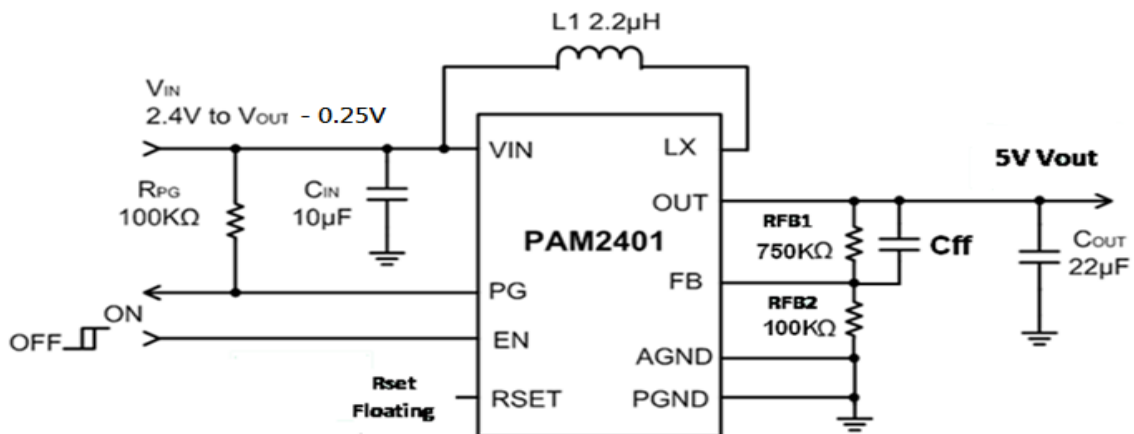 L1 2.2µH
VIN
2.4V to VOUT - 0.25V
VIN
LX
5V Vout
RPG
100KΩ
CIN
10µF
OUT
PAM2401
RFB1
750KΩ
Cff
COUT
22µF
PG
FB
ON
OFF
EN
RFB2
100KΩ
AGND
Rset
Floating
RSET
PGND